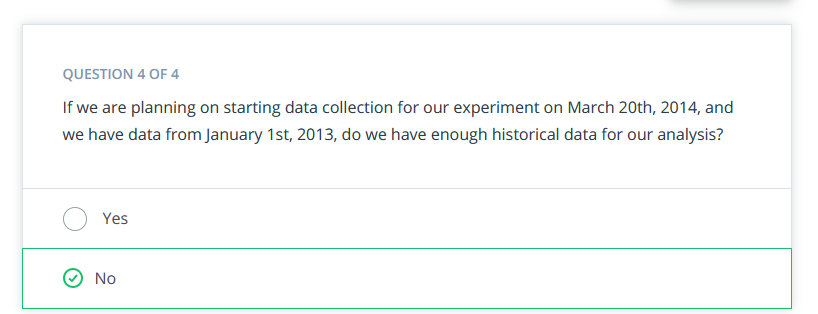 QUESTION 4 OF 4
If we are planning on starting data collection for our experiment on March 20th, 2014, and
we have data from January 1st, 2013, do we have enough historical data for our analysis?
Yes
No